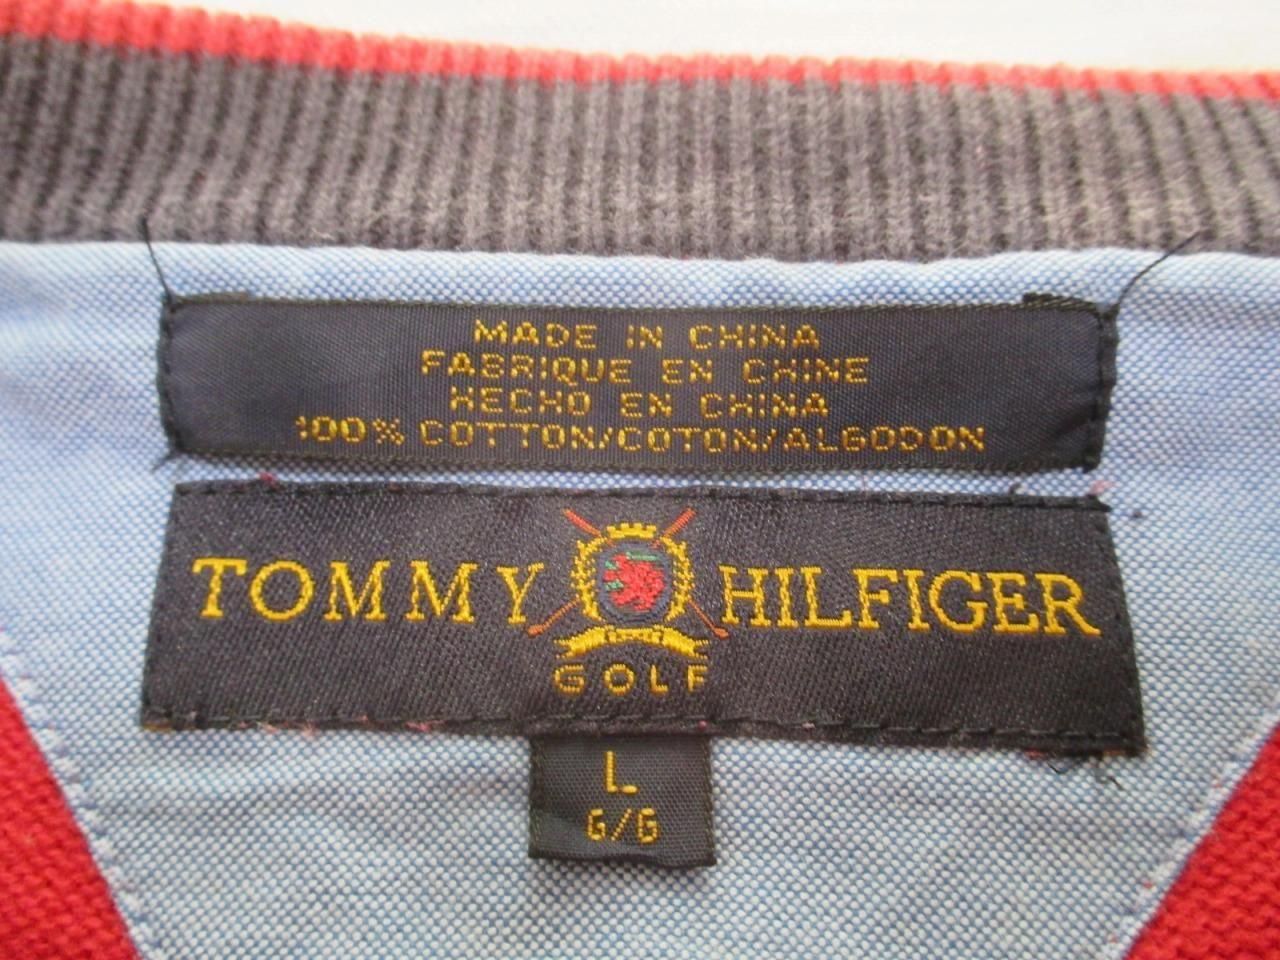 MADE IN CHINA
FABRIQUE EN CHINE
HECHO EN CHINA
100% COTTON/COTON/ALGODON
TOMMY HILFIGER
GOLF
L
G/G